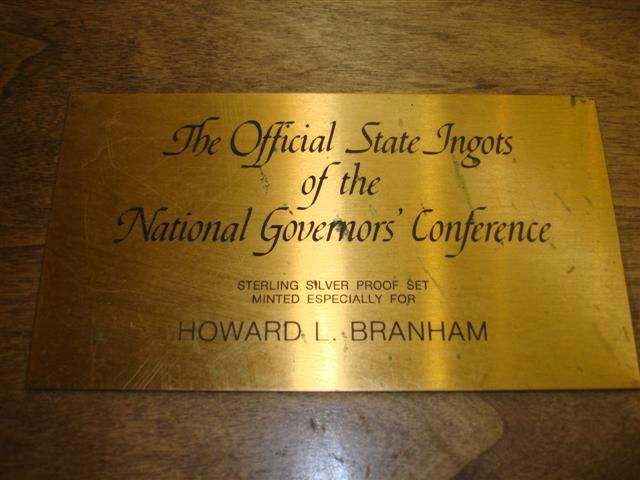 The Official State Ingots
of the
National Governors' Conference
STERLING SILVER PROOF SET
MINTED ESPECIALLY FOR
HOWARD L. BRANHAM